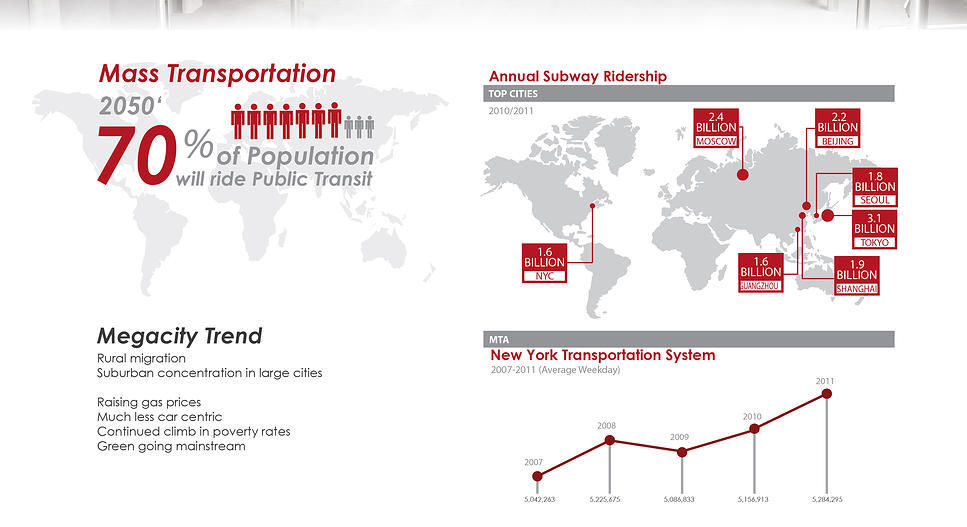 Mass Transportation
2050‘
70%
of Population
will ride Public Transit
Megacity Trend
Rural migration
Suburban concentration in large cities
Raising gas prices
Much less car centric
Continued climb in poverty rates
Green going mainstream
Annual Subway Ridership
TOP CITIES
2010/2011
2.4
BILLION
MOSCOW
2.2
BILLION
BEIJING
1.8
BILLION
SEOUL
3.1
BILLION
TOKYO
1.6
BILLION
NYC
1.6
BILLION
GUANGZHOU
1.9
BILLION
SHANGHAI
MTA
New York Transportation System
2007-2011 (Average Weekday)
2007
2008
2009
2010
2011
5,042,263
5,225,675
5,086,833
5,156,913
5,284,295